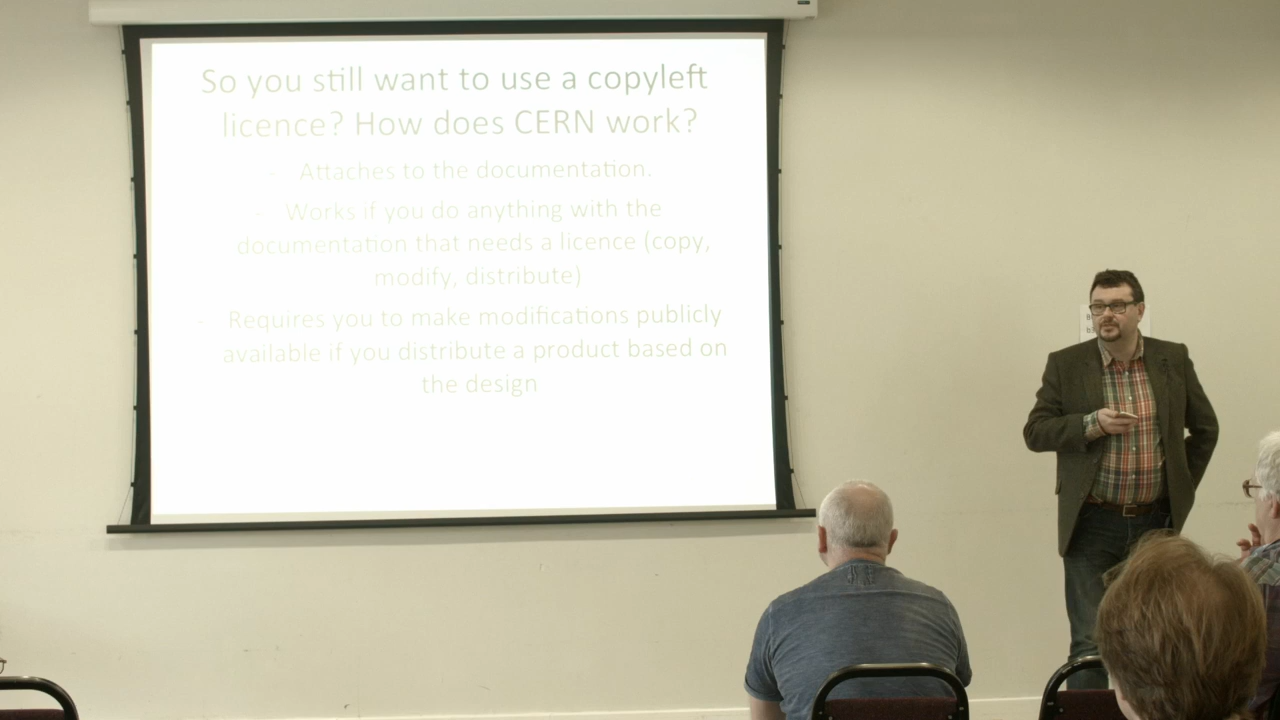 So you still want to use a copyleft
licence? How does CERN work?
- Attaches to the documentation.
- Works if you do anything with the
documentation that needs a licence (copy,
modify, distribute)
- Requires you to make modifications publicly
available if you distribute a product based on
the design